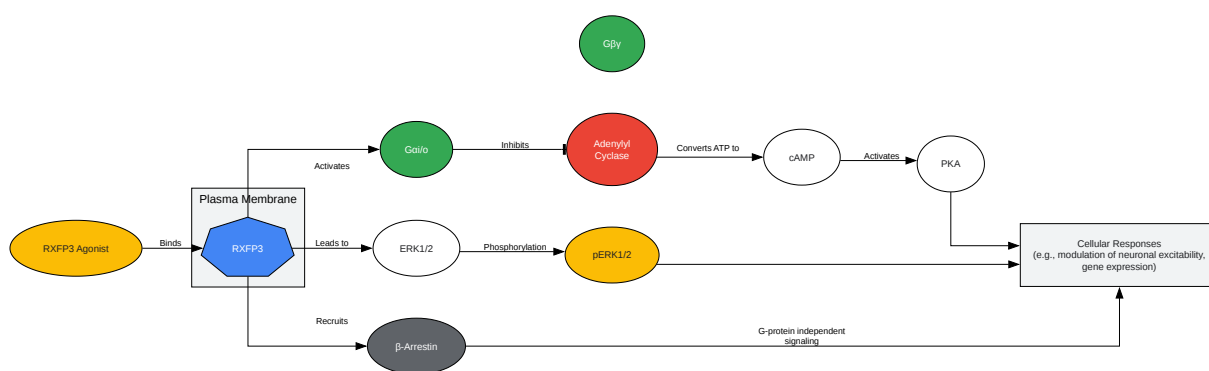 Gβγ
Gαi/o
Inhibits
Adenylyl
Cyclase
Converts ATP to
cAMP
Activates
PKA
Activates
Plasma Membrane
RXFP3 Agonist
Binds
RXFP3
Leads to
ERK1/2
Phosphorylation
pERK1/2
Cellular Responses
(e.g., modulation of neuronal excitability,
gene expression)
Recruits
β-Arrestin
G-protein independent
signaling